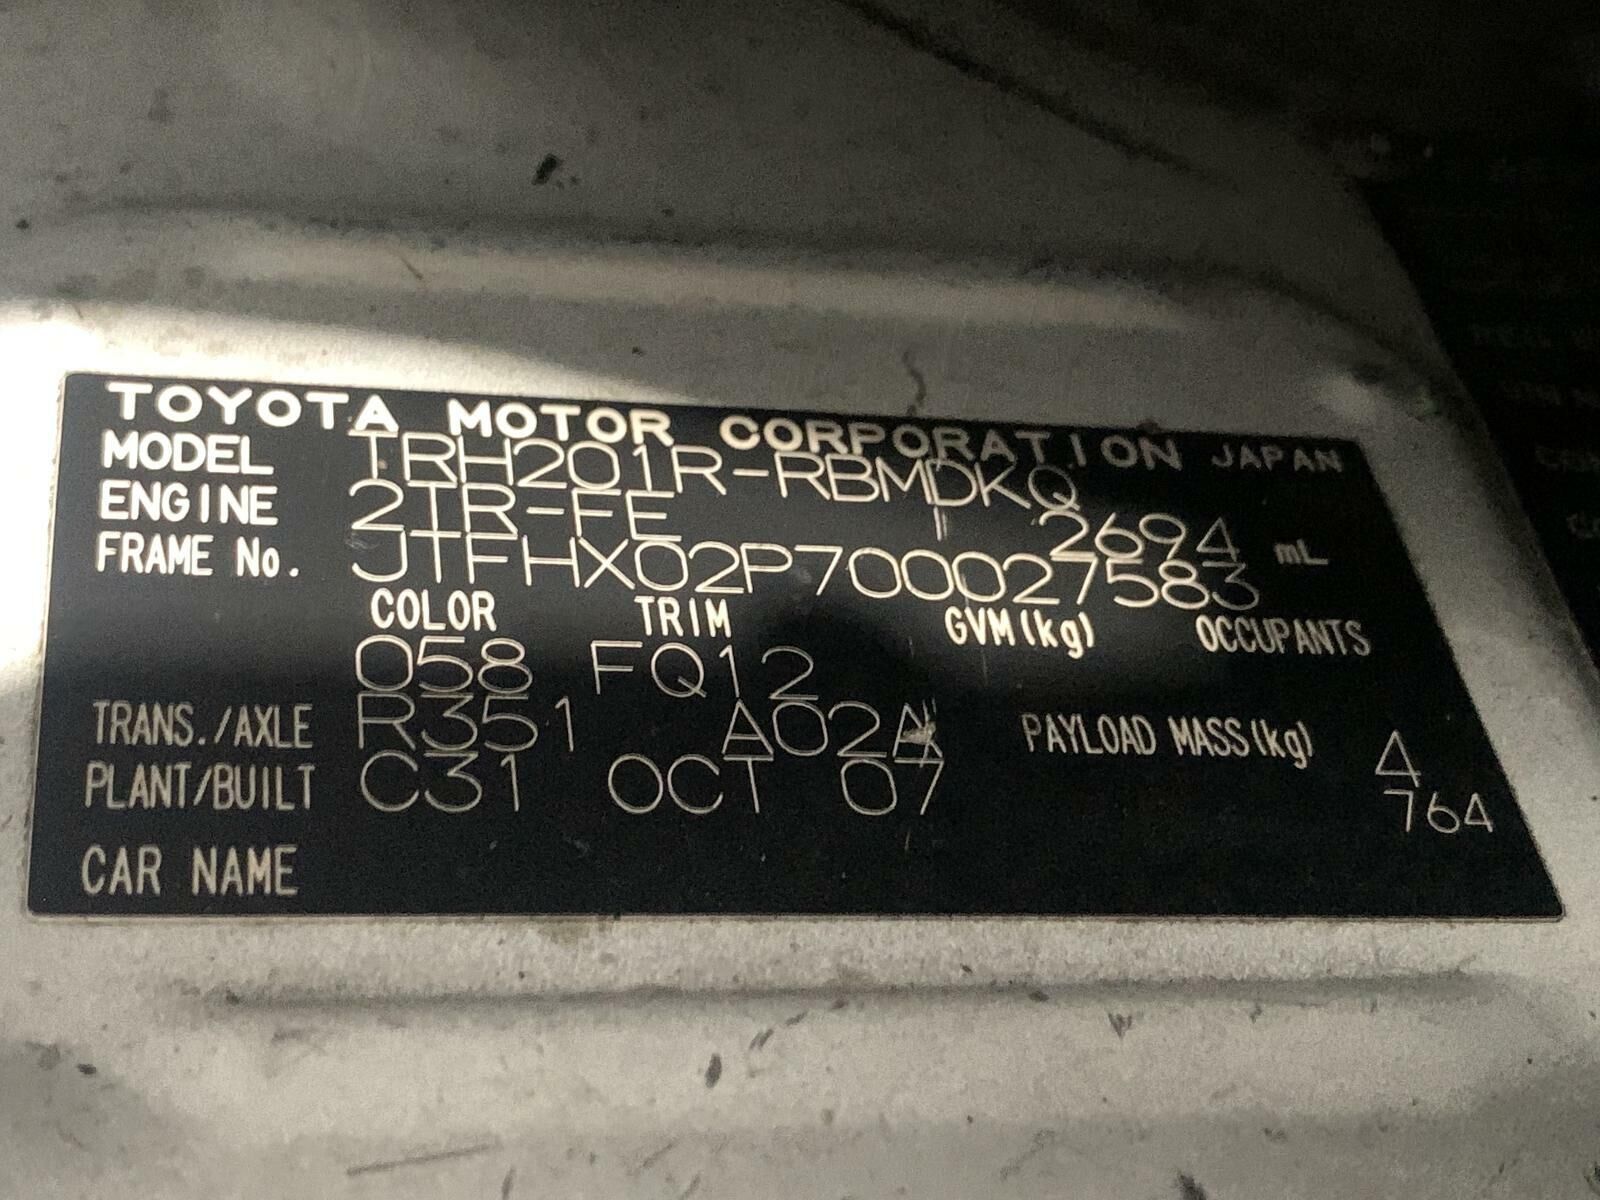 TOYOTA MOTOR CORPORATION JAPAN
MODEL TRH201R-RBMDKQ
ENGINE 2TR-FE 2694 mL
FRAME No. JTFHX02P700027583
COLOR TRIM GVM(kg) OCCUPANTS
058 FQ12
TRANS./AXLE R351 A02A PAYLOAD MASS(kg) 4
PLANT/BUILT C31 OCT 07 764
CAR NAME